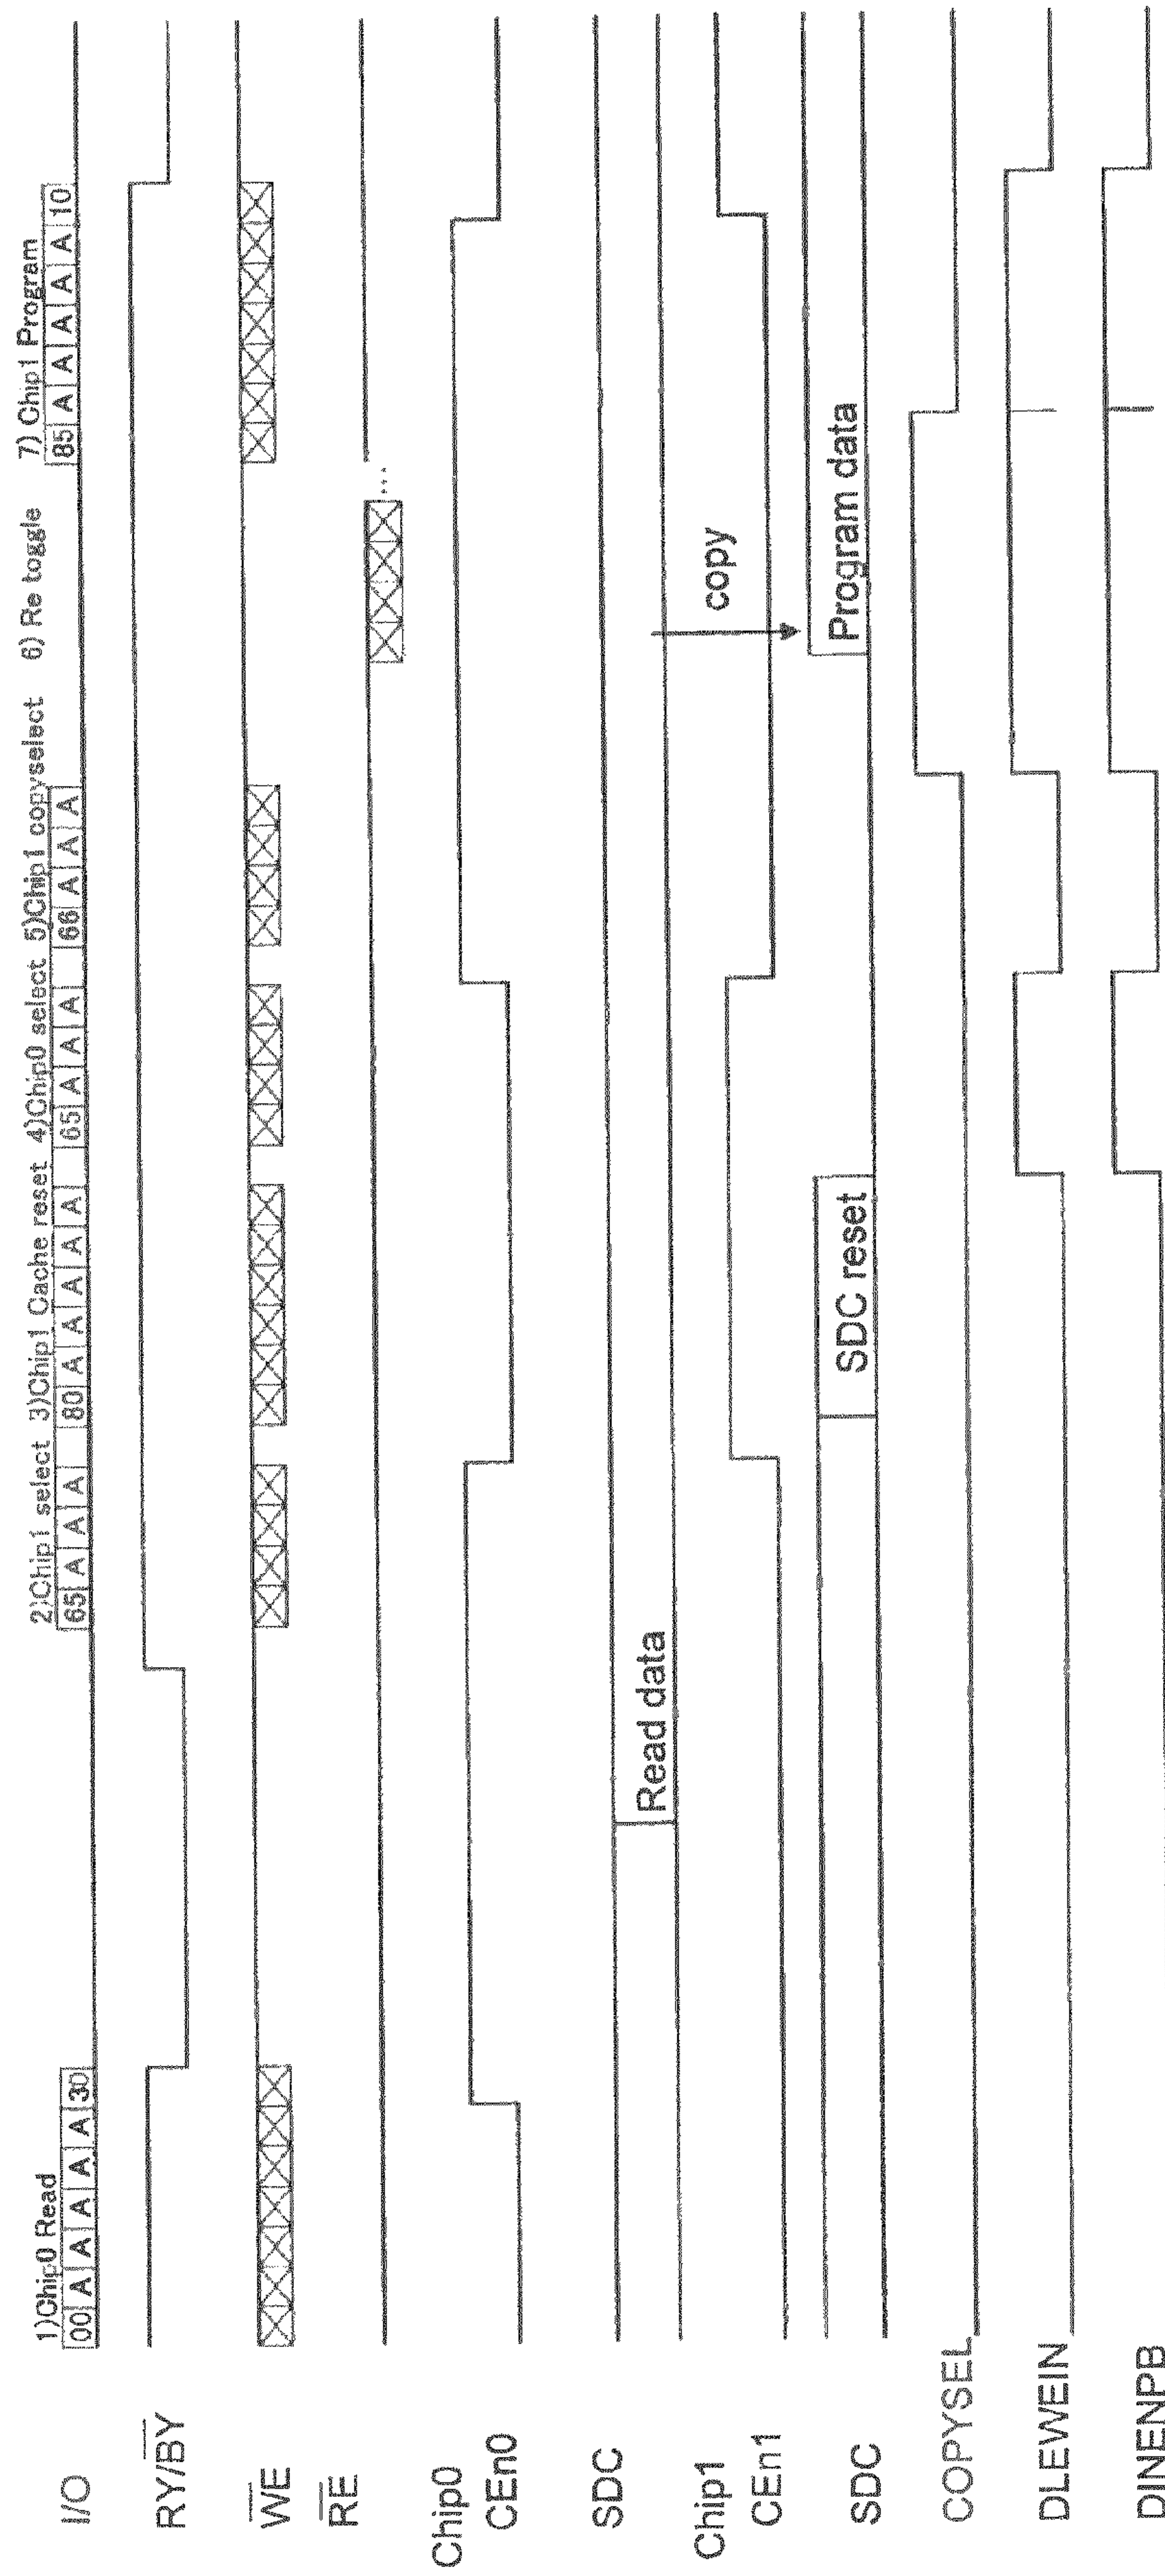 1)Chip0 Read 2)Chip1 select 3)Chip1 Cache reset 4)Chip0 select 5)Chip1 copyselect 6) Re toggle 7) Chip1 Program
I/O 00 A A A A A 30 65 A A A 80 A A A A A 65 A A A 66 A A A 85 A A A A A 10
RY/BY
WE
RE ...
Chip0
CEn0
SDC Read data
Chip1
CEn1 copy
SDC SDC reset Program data
COPYSEL
DLEWEIN
DINENPB